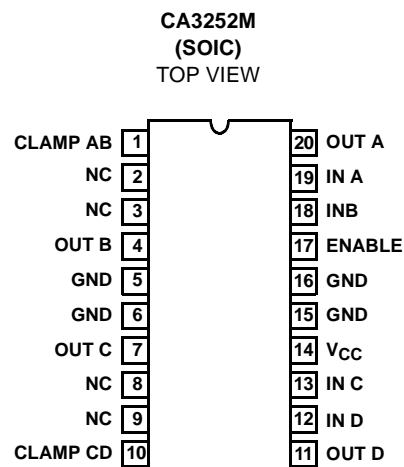 CA3252M
(SOIC)
TOP VIEW
CLAMP AB 1 20 OUT A
NC 2 19 IN A
NC 3 18 INB
OUT B 4 17 ENABLE
GND 5 16 GND
GND 6 15 GND
OUT C 7 14 VCC
NC 8 13 IN C
NC 9 12 IN D
CLAMP CD 10 11 OUT D